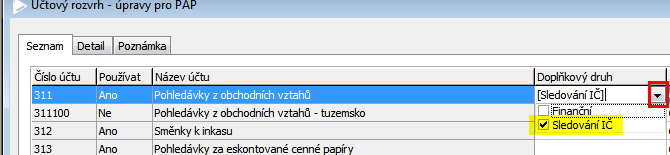 Účtový rozvrh - úpravy pro PAP
Seznam Detail Poznámka
Číslo účtu Používat Název účtu Doplňkový druh
311 Ano Pohledávky z obchodních vztahů [Sledování IČ]
311100 Ne Pohledávky z obchodních vztahů - tuzemsko Finanční
312 Ano Směnky k inkasu Sledování IČ
313 Ano Pohledávky za eskontované cenné papíry